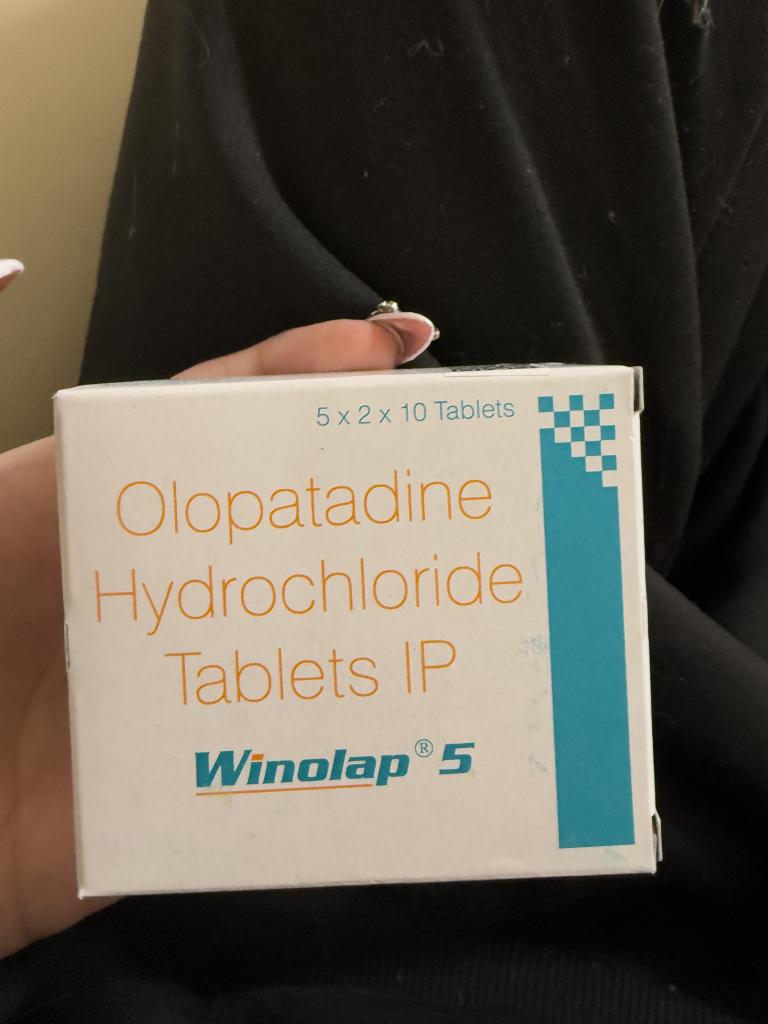 5 x 2 x 10 Tablets
Olopatadine
Hydrochloride
Tablets IP
Winolap® 5